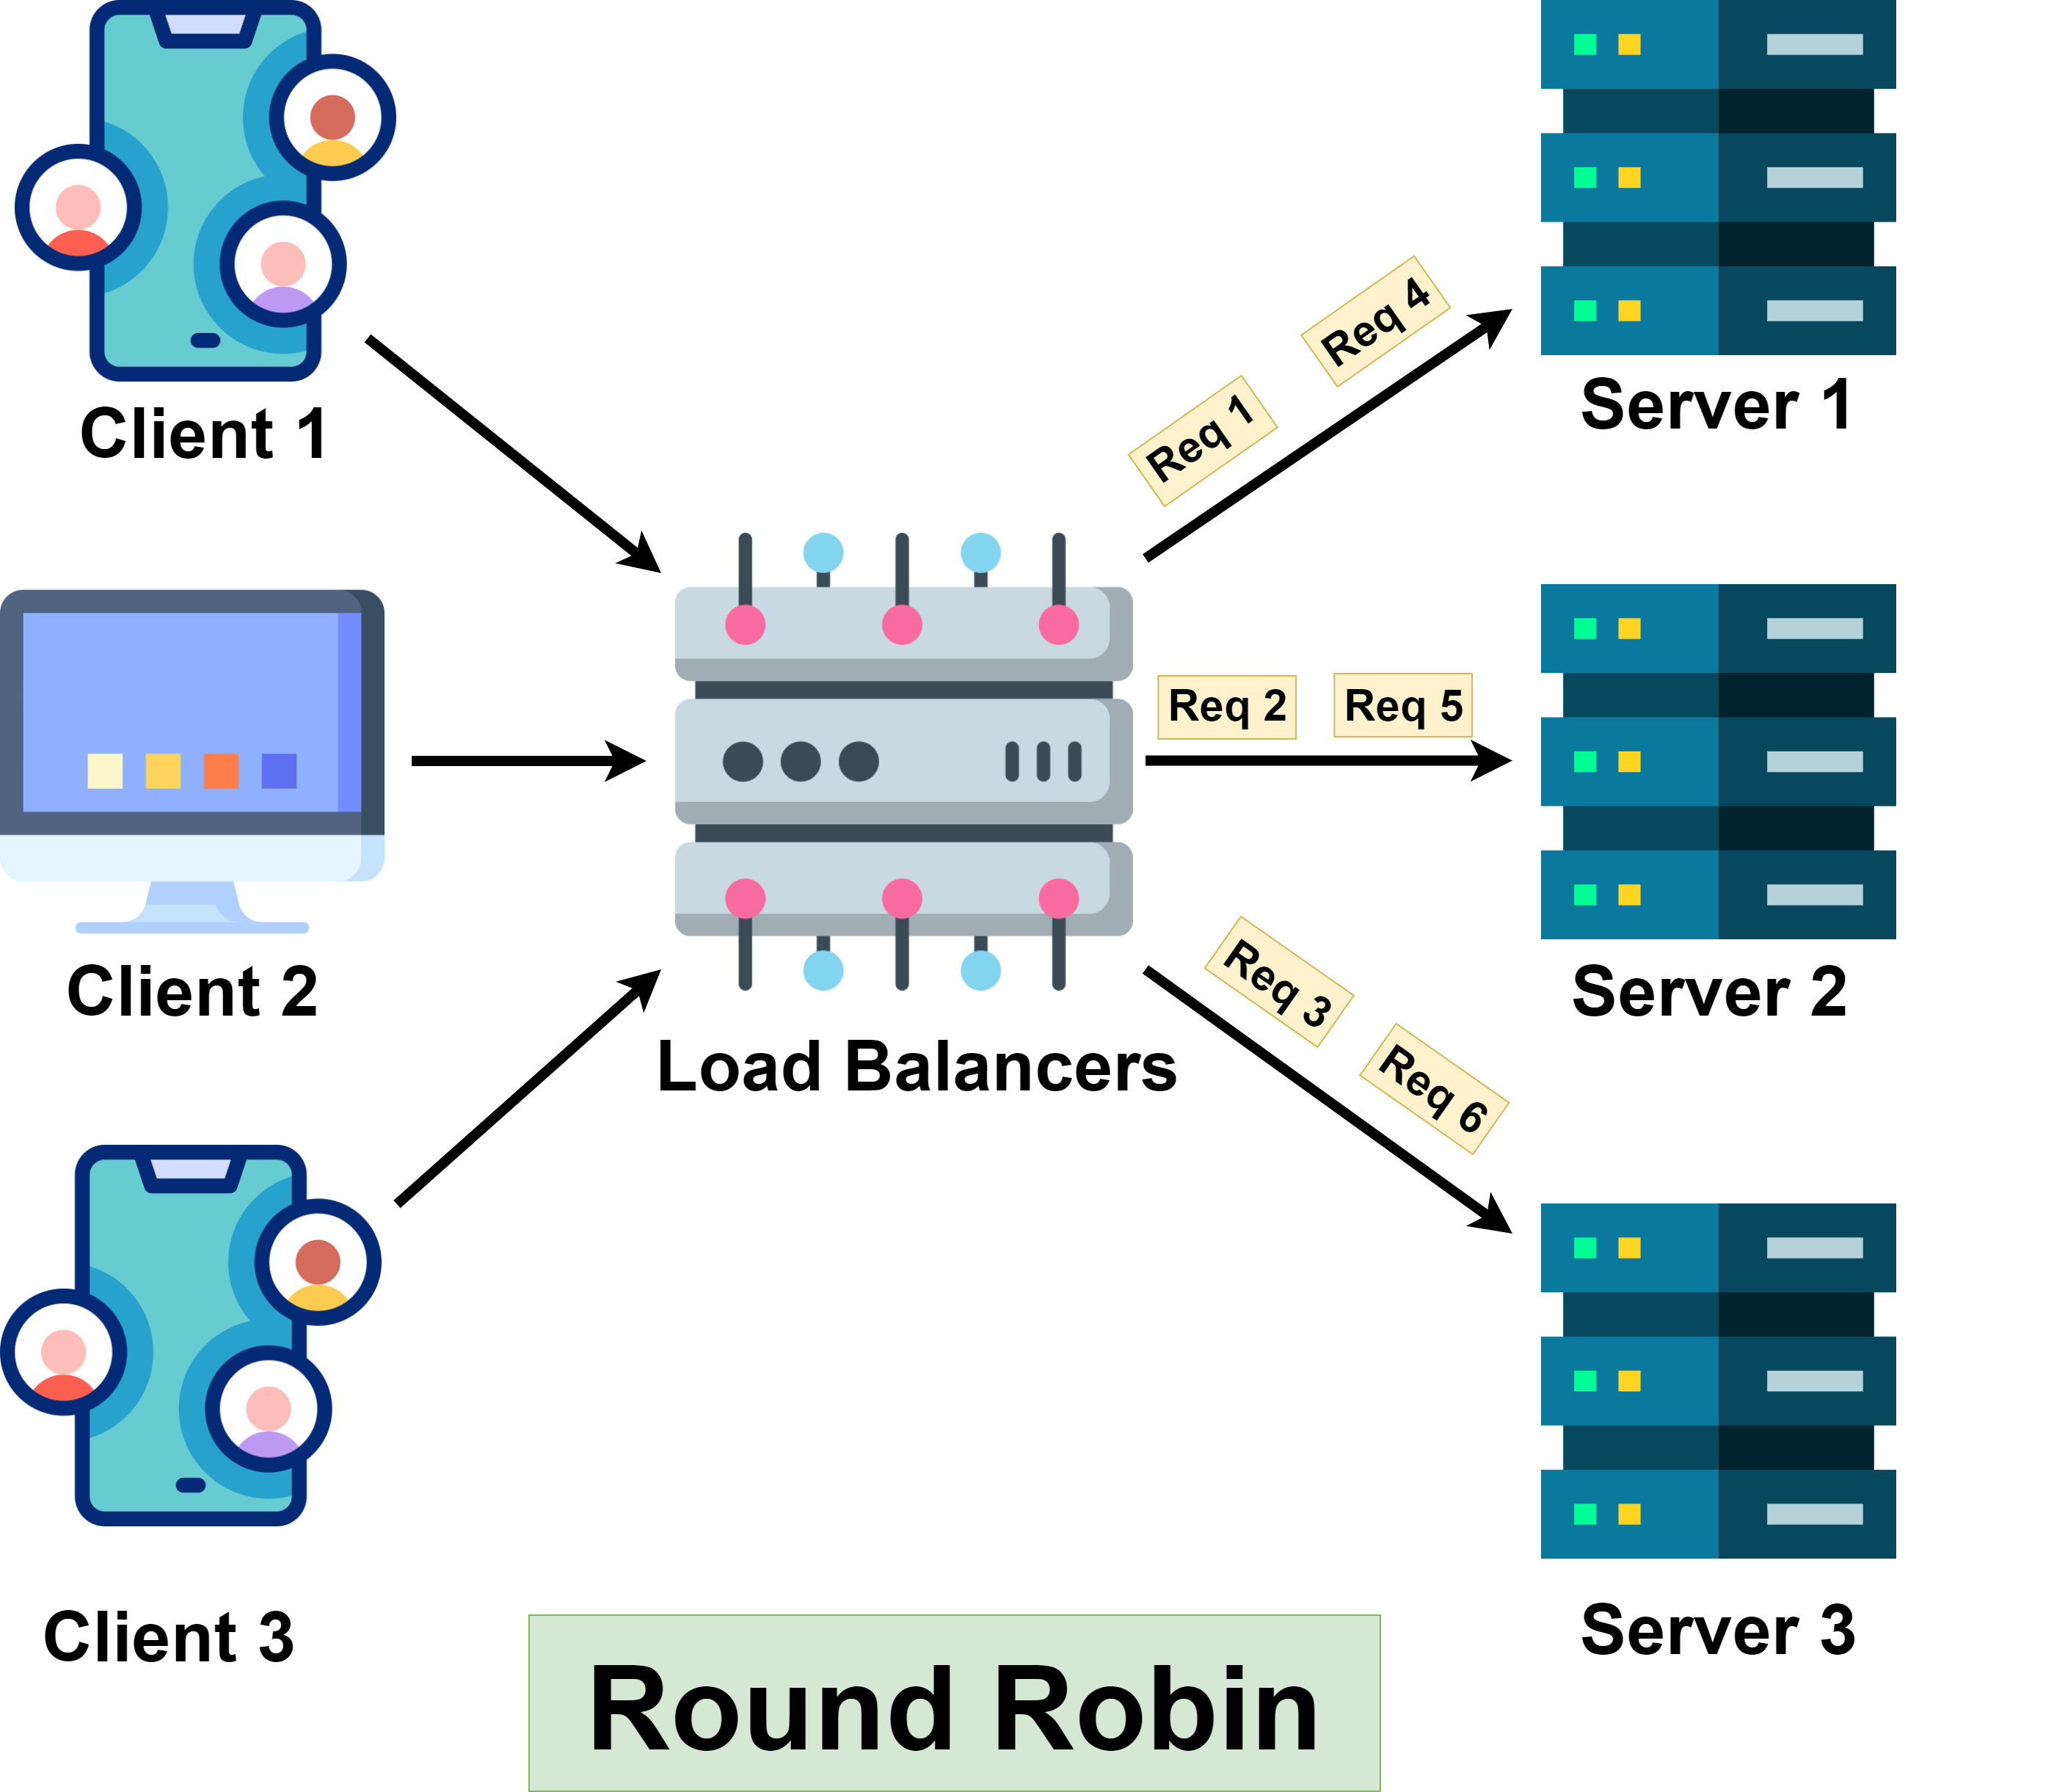 Client 1
Req 1
Req 4
Server 1
Client 2
Load Balancers
Req 2
Req 5
Server 2
Client 3
Req 3
Req 6
Server 3
Round Robin